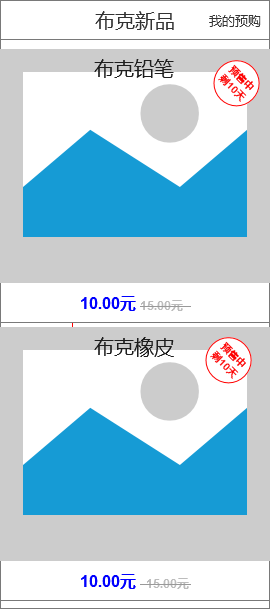 布克新品
我的预购
布克铅笔
预售中
剩10天
10.00元 15.00元
布克橡皮
预售中
剩10天
10.00元 15.00元